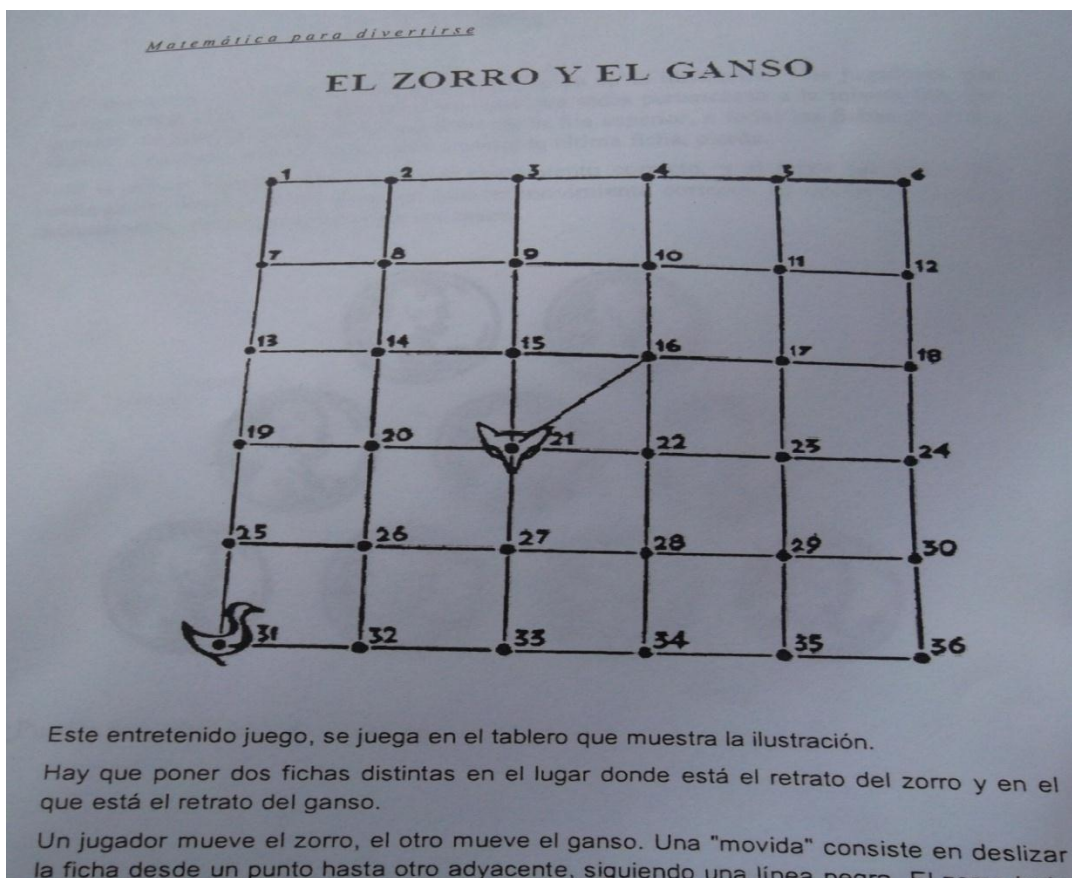 Matemática para divertirse
EL ZORRO Y EL GANSO
1 2 3 4 5 6
7 8 9 10 11 12
13 14 15 16 17 18
19 20 21 22 23 24
25 26 27 28 29 30
31 32 33 34 35 36
Este entretenido juego, se juega en el tablero que muestra la ilustración.
Hay que poner dos fichas distintas en el lugar donde está el retrato del zorro y en el
que está el retrato del ganso.
Un jugador mueve el zorro, el otro mueve el ganso. Una "movida" consiste en deslizar
la ficha desde un punto hasta otro adyacente, siguiendo una línea negra. El